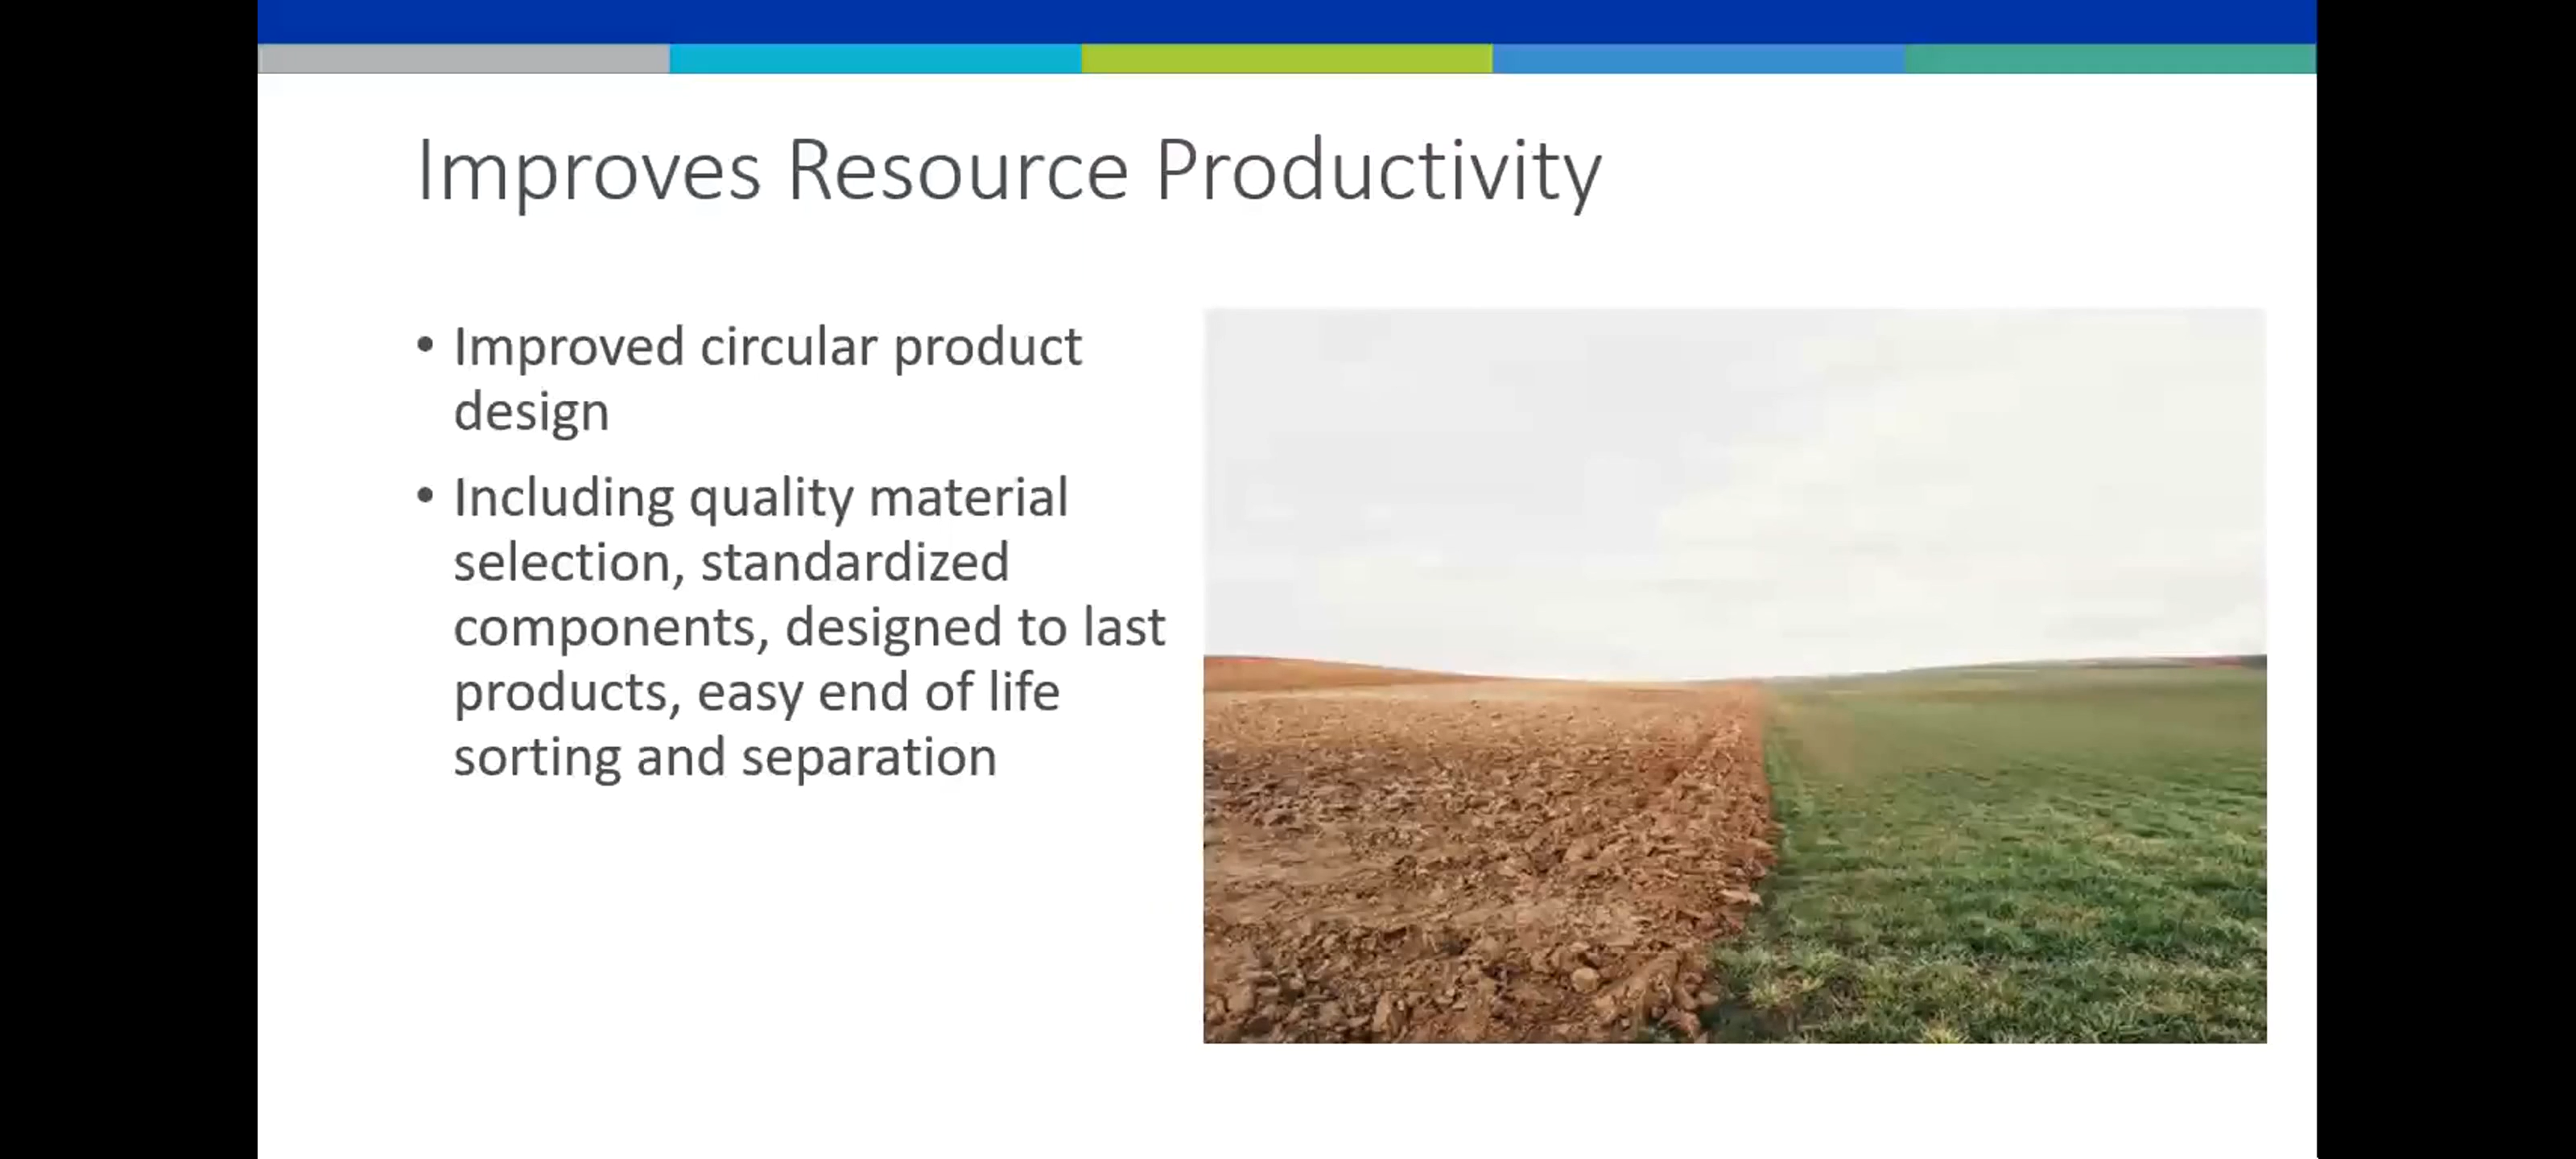 Improves Resource Productivity
• Improved circular product
design
• Including quality material
selection, standardized
components, designed to last
products, easy end of life
sorting and separation